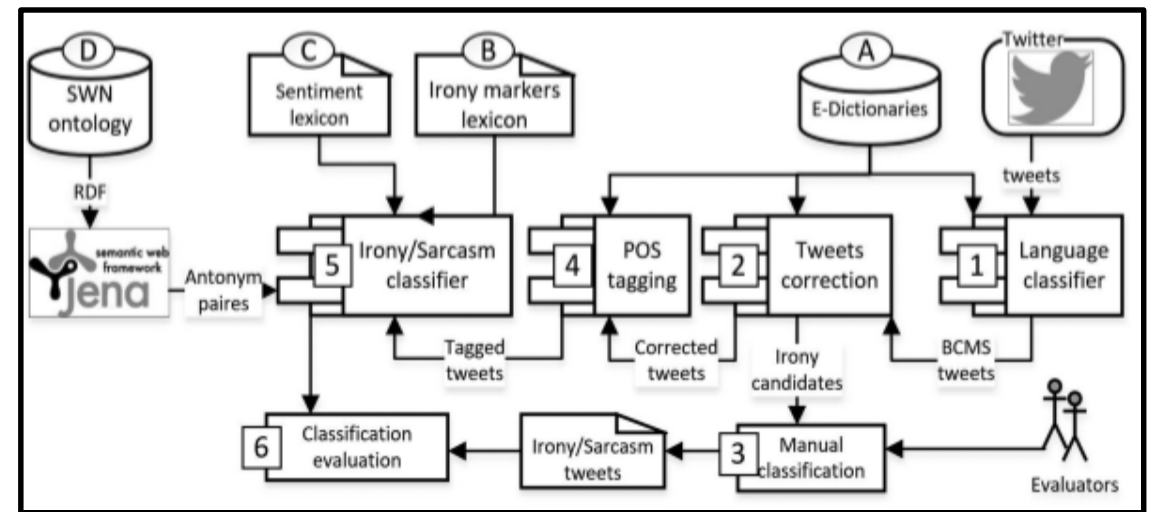 D
SWN
ontology
C
Sentiment
lexicon
B
Irony markers
lexicon
A
E-Dictionaries
Twitter
RDF
tweets
semantic web
framework
Jena
Antonym
paires
5
Irony/Sarcasm
classifier
4
POS
tagging
2
Tweets
correction
1
Language
classifier
Tagged
tweets
Corrected
tweets
Irony
candidates
BCMS
tweets
6
Classification
evaluation
Irony/Sarcasm
tweets
3
Manual
classification
Evaluators